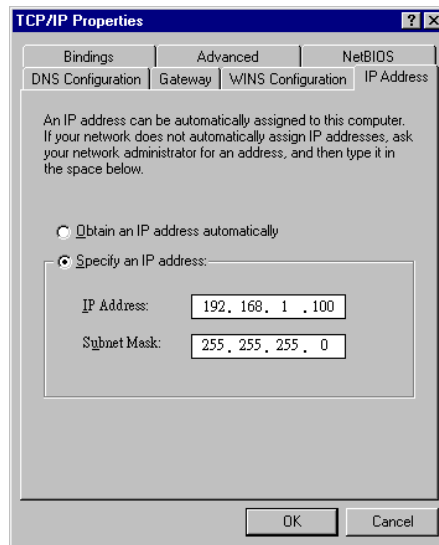 TCP/IP Properties
Bindings Advanced NetBIOS
DNS Configuration Gateway WINS Configuration IP Address
An IP address can be automatically assigned to this computer.
If your network does not automatically assign IP addresses, ask
your network administrator for an address, and then type it in
the space below.
Obtain an IP address automatically
Specify an IP address:
IP Address: 192. 168. 1 .100
Subnet Mask: 255. 255. 255. 0
OK Cancel